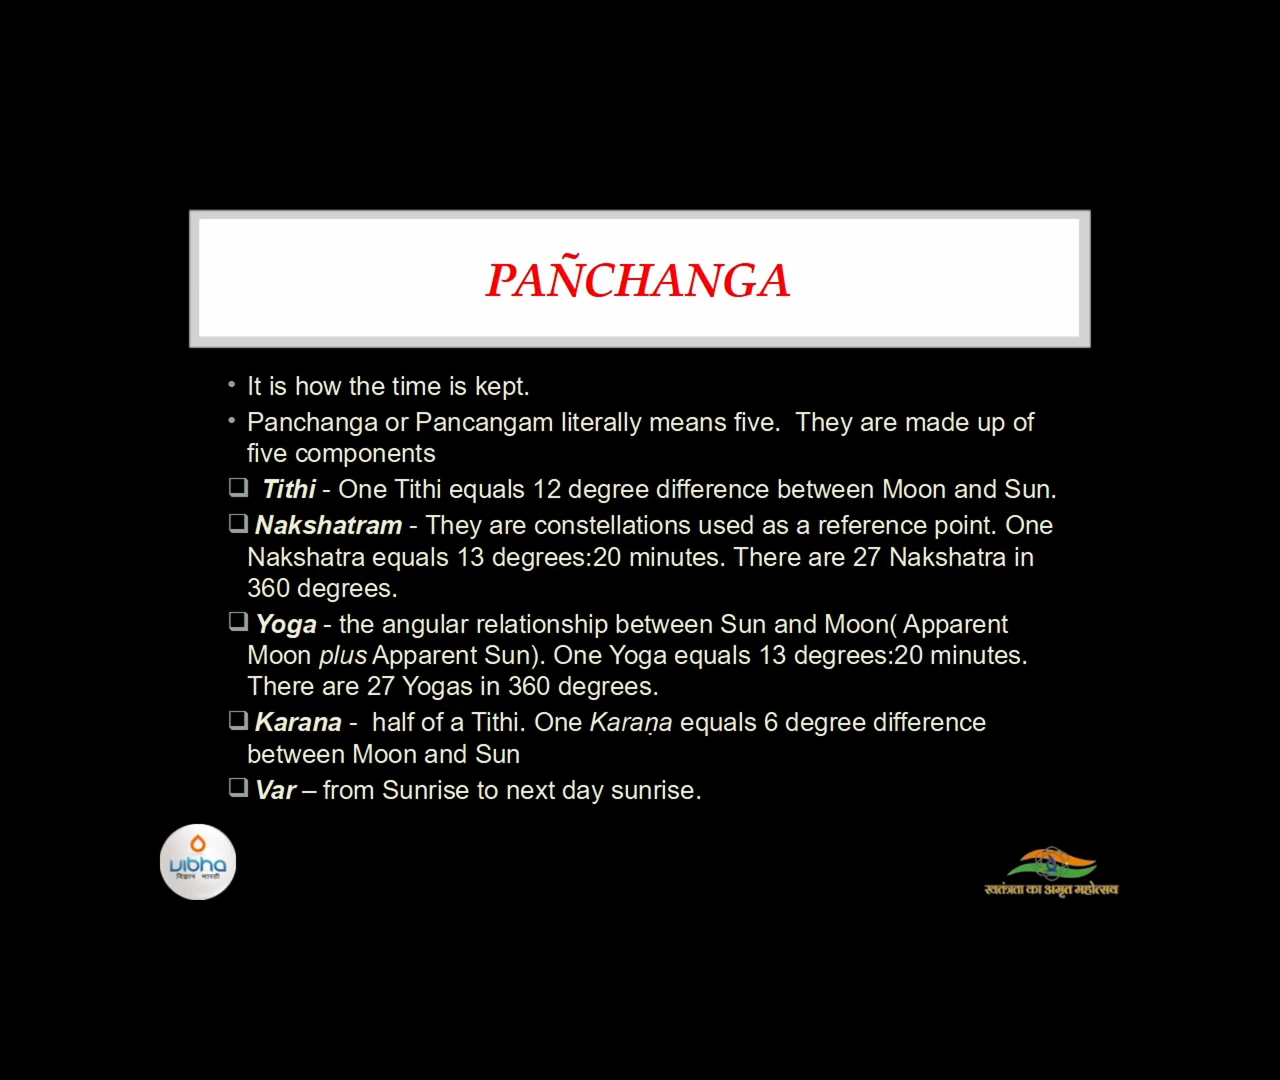 PAÑCHANGA
• It is how the time is kept.
• Panchanga or Pancangam literally means five.  They are made up of
five components
❑ Tithi - One Tithi equals 12 degree difference between Moon and Sun.
❑ Nakshatram - They are constellations used as a reference point. One
Nakshatra equals 13 degrees:20 minutes. There are 27 Nakshatra in
360 degrees.
❑ Yoga - the angular relationship between Sun and Moon( Apparent
Moon plus Apparent Sun). One Yoga equals 13 degrees:20 minutes.
There are 27 Yogas in 360 degrees.
❑ Karana -  half of a Tithi. One Karaṇa equals 6 degree difference
between Moon and Sun
❑ Var – from Sunrise to next day sunrise.
vibha
विज्ञान भारती
स्वतंत्रता का अमृत महोत्सव